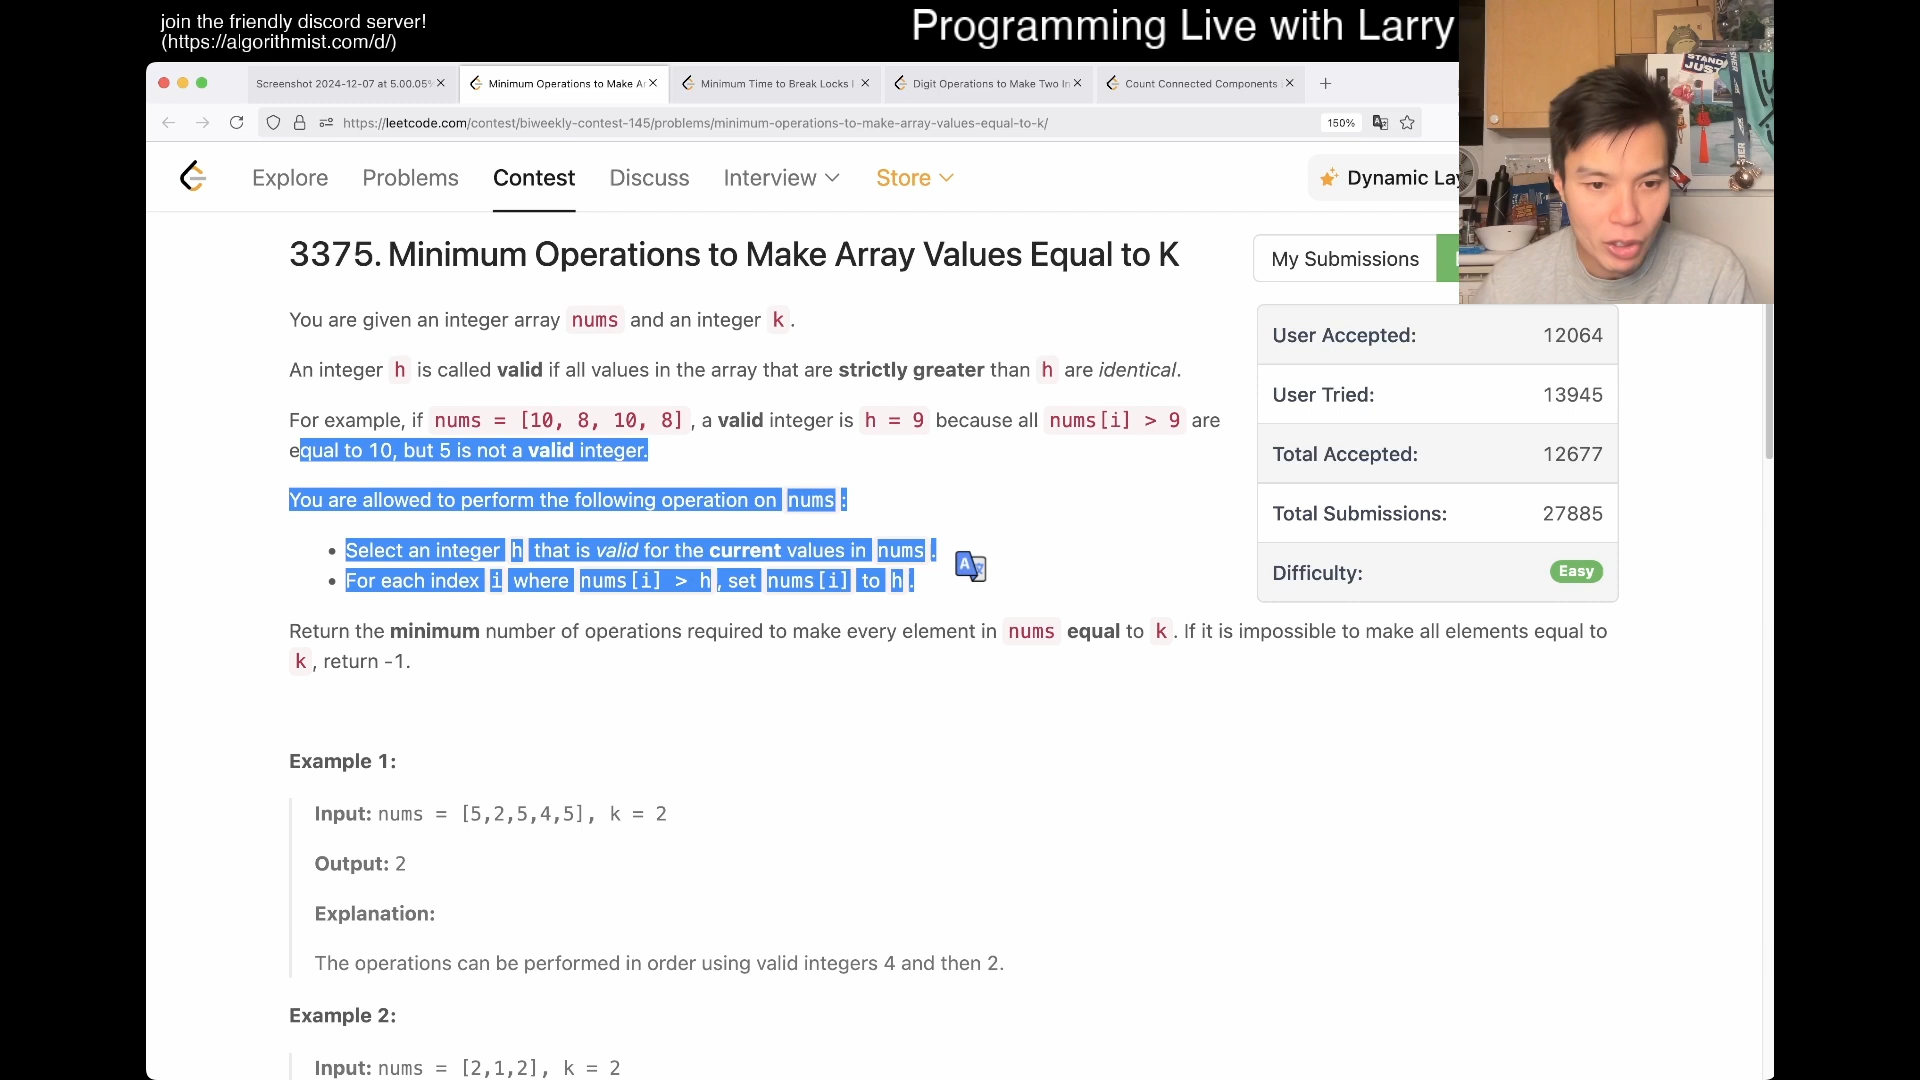 join the friendly discord server!
(https://algorithmist.com/d/)
Programming Live with Larry
Screenshot 2024-12-07 at 5.00.05
Minimum Operations to Make A
Minimum Time to Break Locks I
Digit Operations to Make Two In
Count Connected Components
https://leetcode.com/contest/biweekly-contest-145/problems/minimum-operations-to-make-array-values-equal-to-k/
150%
Explore
Problems
Contest
Discuss
Interview
Store
Dynamic Lay
3375. Minimum Operations to Make Array Values Equal to K
My Submissions
You are given an integer array nums and an integer k.
An integer h is called valid if all values in the array that are strictly greater than h are identical.
For example, if nums = [10, 8, 10, 8], a valid integer is h = 9 because all nums[i] > 9 are
equal to 10, but 5 is not a valid integer.
You are allowed to perform the following operation on nums:
• Select an integer h that is valid for the current values in nums.
• For each index i where nums[i] > h, set nums[i] to h.
Return the minimum number of operations required to make every element in nums equal to k. If it is impossible to make all elements equal to
k, return -1.
User Accepted: 12064
User Tried: 13945
Total Accepted: 12677
Total Submissions: 27885
Difficulty: Easy
Example 1:
Input: nums = [5,2,5,4,5], k = 2
Output: 2
Explanation:
The operations can be performed in order using valid integers 4 and then 2.
Example 2:
Input: nums = [2,1,2], k = 2
STAND
JUS